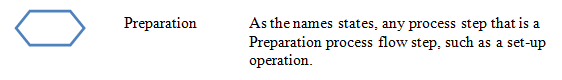 Preparation
As the names states, any process step that is a
Preparation process flow step, such as a set-up
operation.